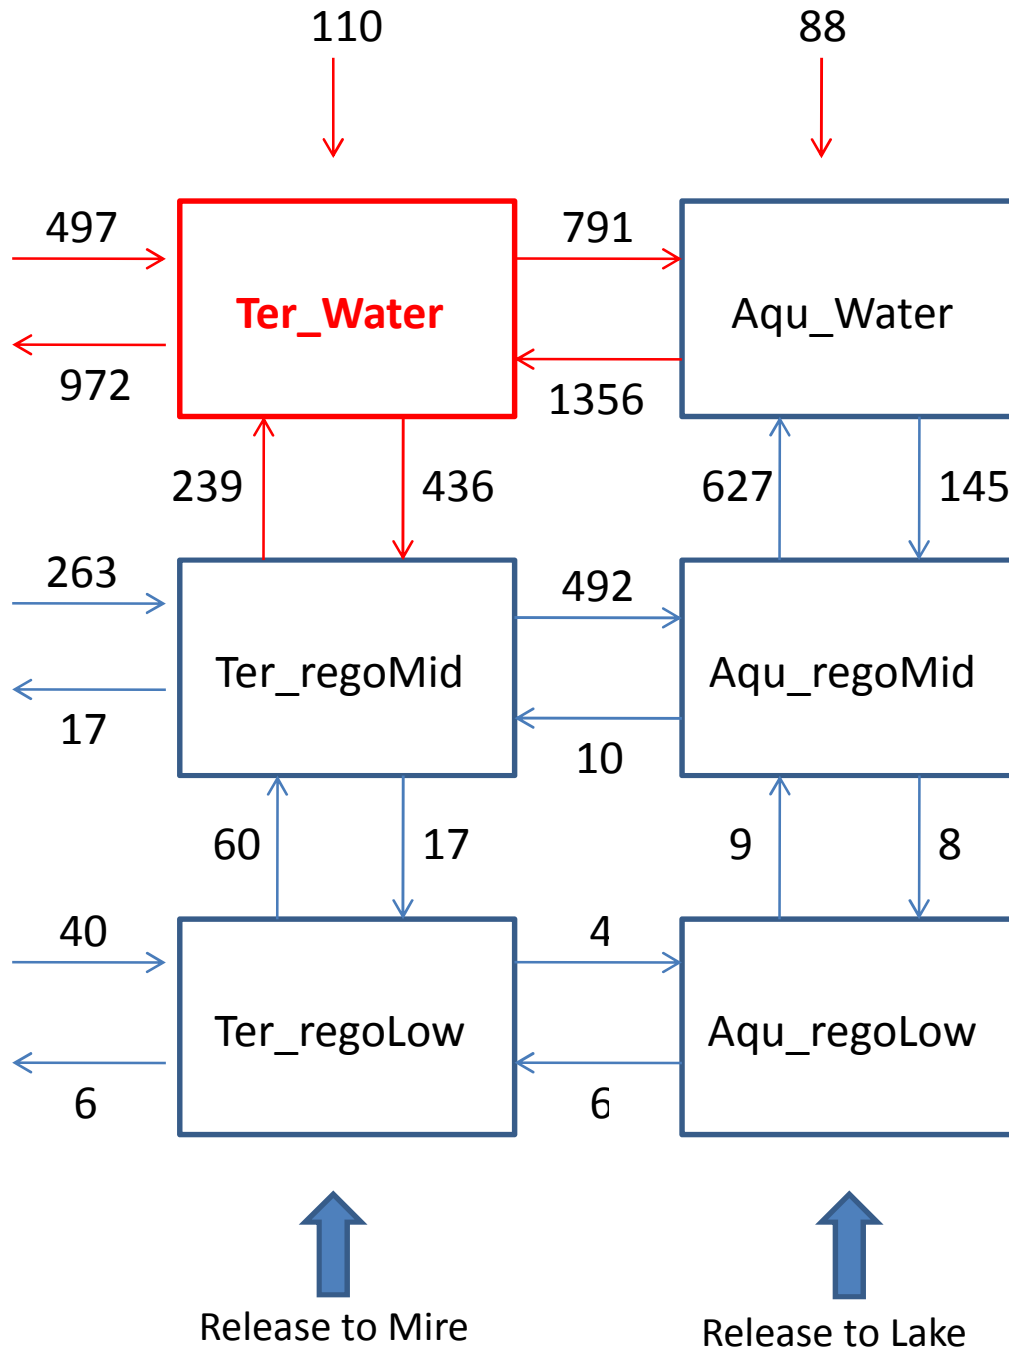 110 88
497 791
Ter_Water Aqu_Water
972 1356
239 436 627 145
263 492
Ter_regoMid Aqu_regoMid
17 10
60 17 9 8
40 4
Ter_regoLow Aqu_regoLow
6 6
Release to Mire Release to Lake